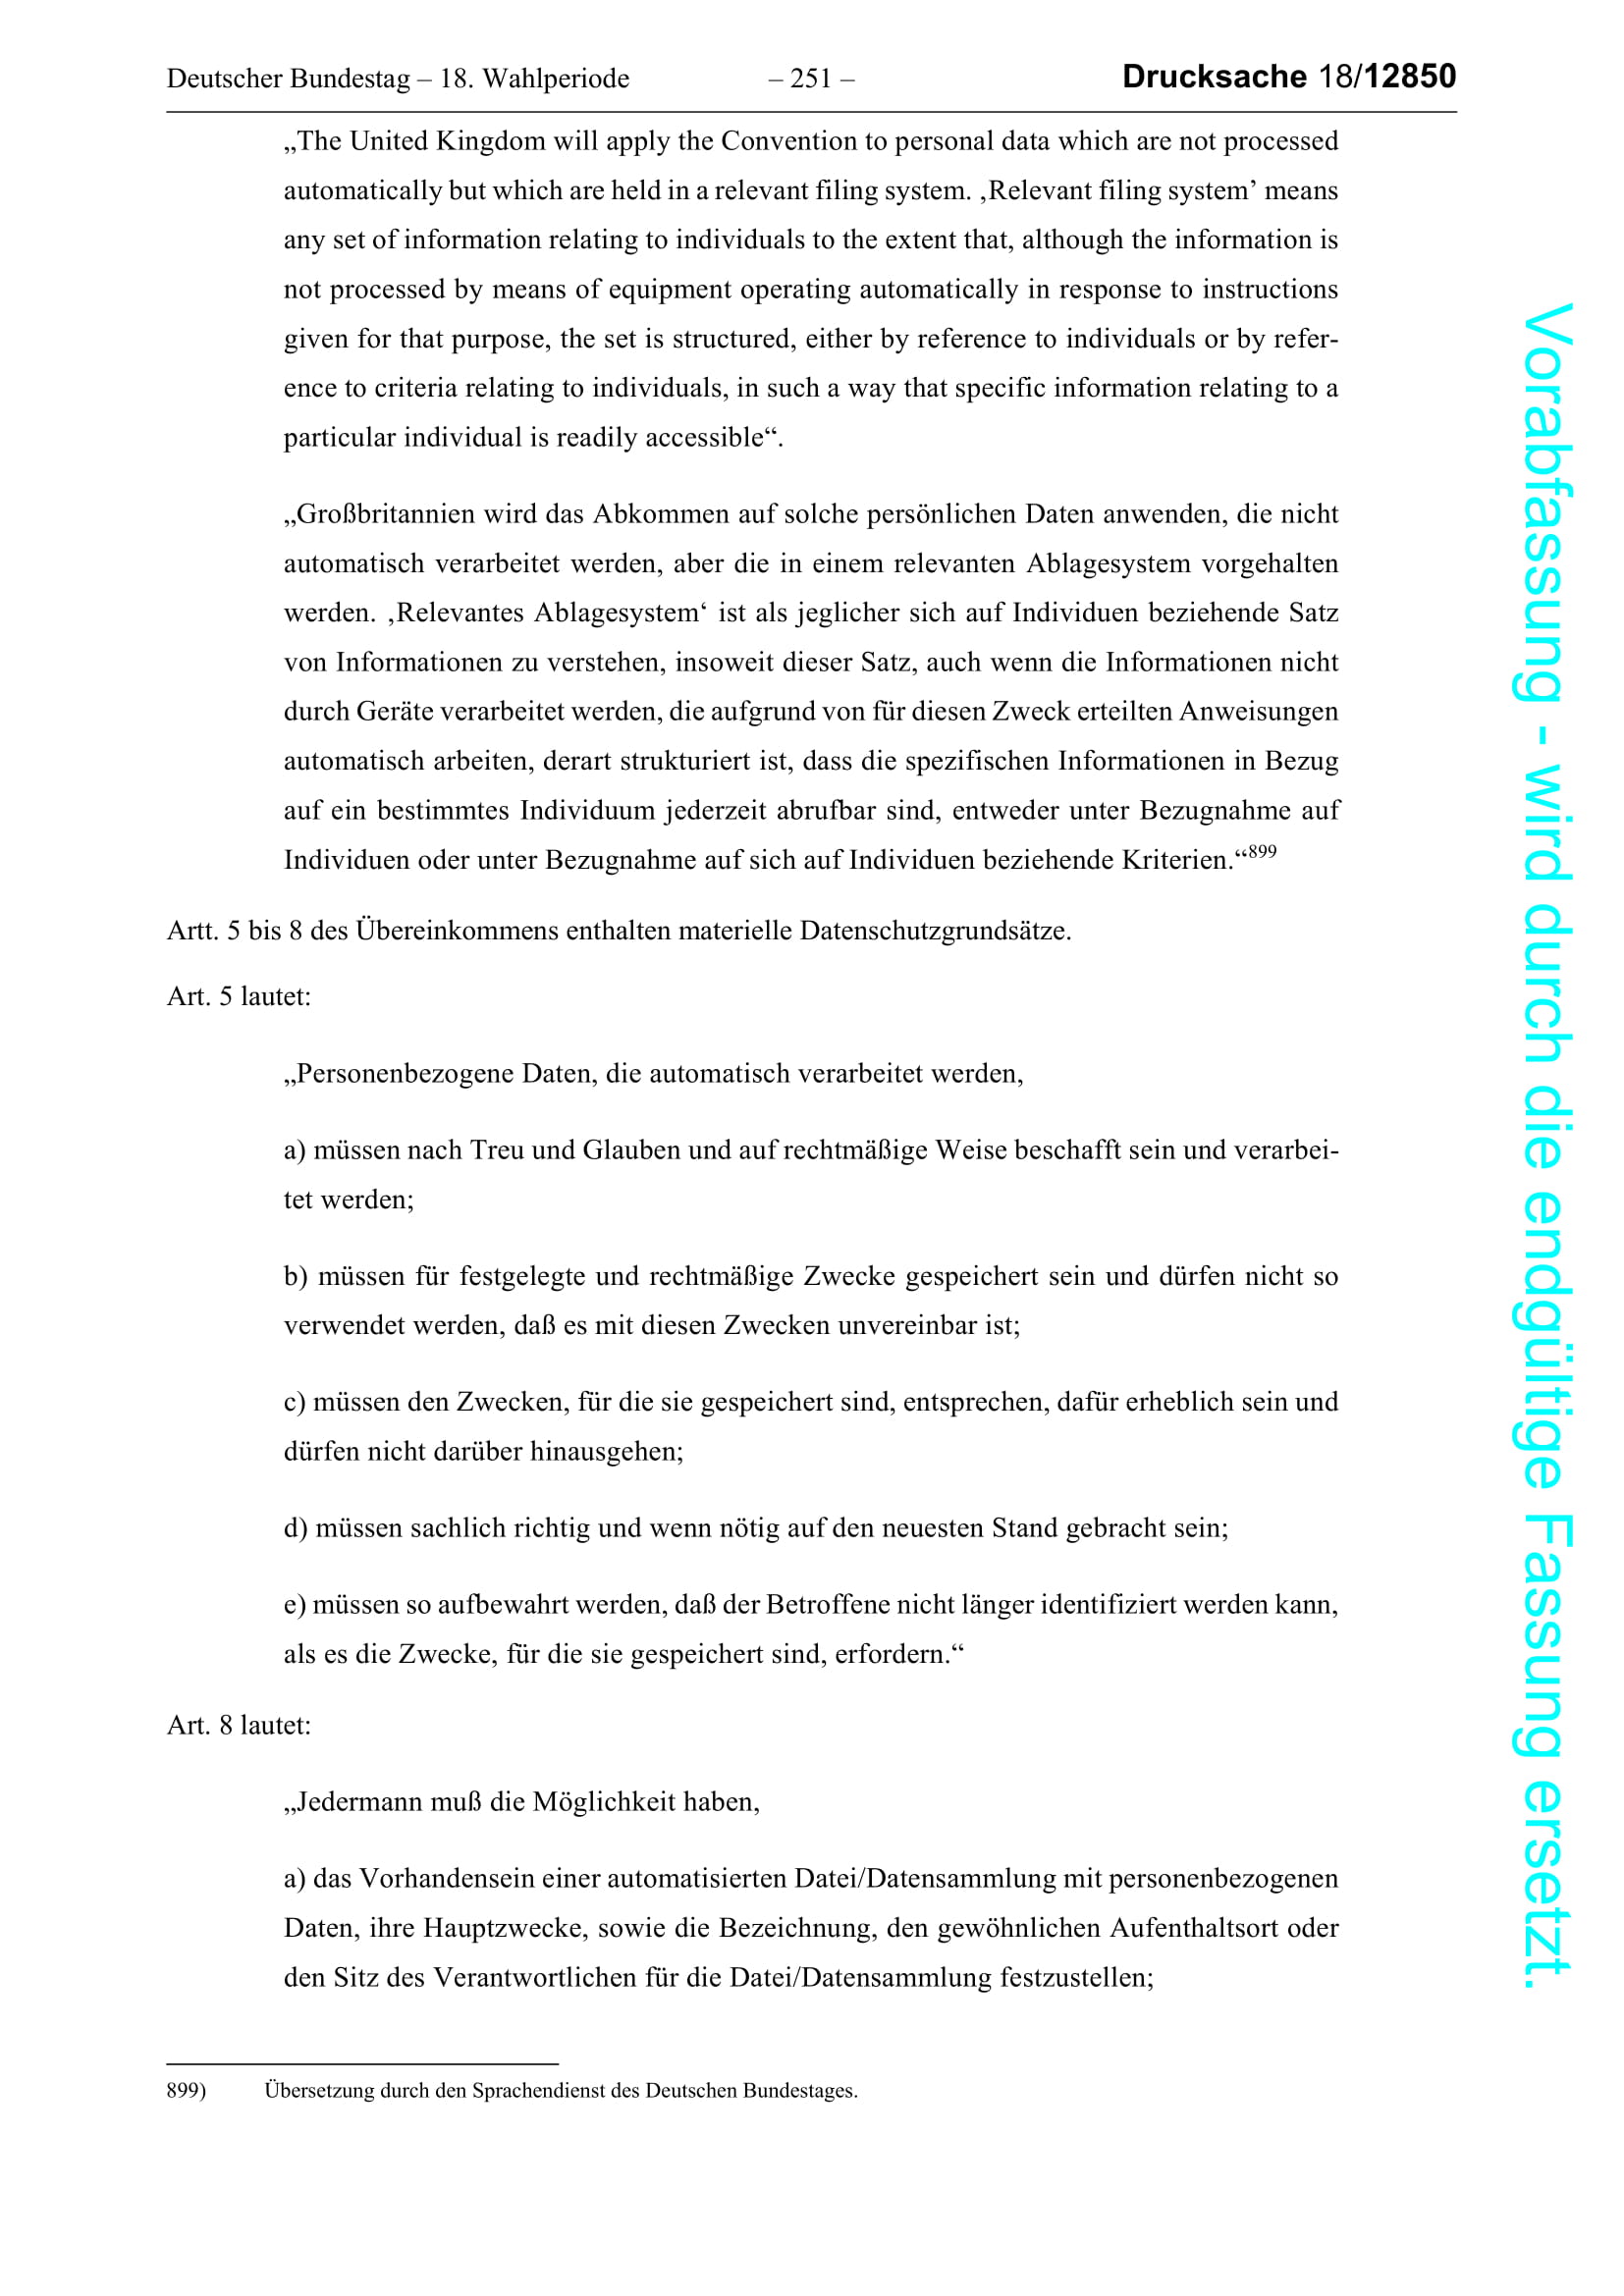 Deutscher Bundestag – 18. Wahlperiode – 251 – Drucksache 18/12850
„The United Kingdom will apply the Convention to personal data which are not processed
automatically but which are held in a relevant filing system. ‚Relevant filing system’ means
any set of information relating to individuals to the extent that, although the information is
not processed by means of equipment operating automatically in response to instructions
given for that purpose, the set is structured, either by reference to individuals or by refer-
ence to criteria relating to individuals, in such a way that specific information relating to a
particular individual is readily accessible“.
„Großbritannien wird das Abkommen auf solche persönlichen Daten anwenden, die nicht
automatisch verarbeitet werden, aber die in einem relevanten Ablagesystem vorgehalten
werden. ‚Relevantes Ablagesystem‘ ist als jeglicher sich auf Individuen beziehende Satz
von Informationen zu verstehen, insoweit dieser Satz, auch wenn die Informationen nicht
durch Geräte verarbeitet werden, die aufgrund von für diesen Zweck erteilten Anweisungen
automatisch arbeiten, derart strukturiert ist, dass die spezifischen Informationen in Bezug
auf ein bestimmtes Individuum jederzeit abrufbar sind, entweder unter Bezugnahme auf
Individuen oder unter Bezugnahme auf sich auf Individuen beziehende Kriterien.“899
Artt. 5 bis 8 des Übereinkommens enthalten materielle Datenschutzgrundsätze.
Art. 5 lautet:
„Personenbezogene Daten, die automatisch verarbeitet werden,
a) müssen nach Treu und Glauben und auf rechtmäßige Weise beschafft sein und verarbei-
tet werden;
b) müssen für festgelegte und rechtmäßige Zwecke gespeichert sein und dürfen nicht so
verwendet werden, daß es mit diesen Zwecken unvereinbar ist;
c) müssen den Zwecken, für die sie gespeichert sind, entsprechen, dafür erheblich sein und
dürfen nicht darüber hinausgehen;
d) müssen sachlich richtig und wenn nötig auf den neuesten Stand gebracht sein;
e) müssen so aufbewahrt werden, daß der Betroffene nicht länger identifiziert werden kann,
als es die Zwecke, für die sie gespeichert sind, erfordern.“
Art. 8 lautet:
„Jedermann muß die Möglichkeit haben,
a) das Vorhandensein einer automatisierten Datei/Datensammlung mit personenbezogenen
Daten, ihre Hauptzwecke, sowie die Bezeichnung, den gewöhnlichen Aufenthaltsort oder
den Sitz des Verantwortlichen für die Datei/Datensammlung festzustellen;
899) Übersetzung durch den Sprachendienst des Deutschen Bundestages.
Vorabfassung - wird durch die endgültige Fassung ersetzt.